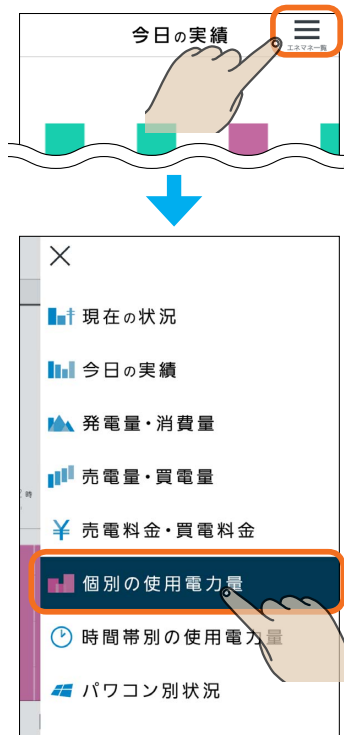 今日の実績
エネマネ一覧
現在の状況
今日の実績
発電量・消費量
売電量・買電量
時
¥ 売電料金・買電料金
個別の使用電力量
時間帯別の使用電力量
パワコン別状況